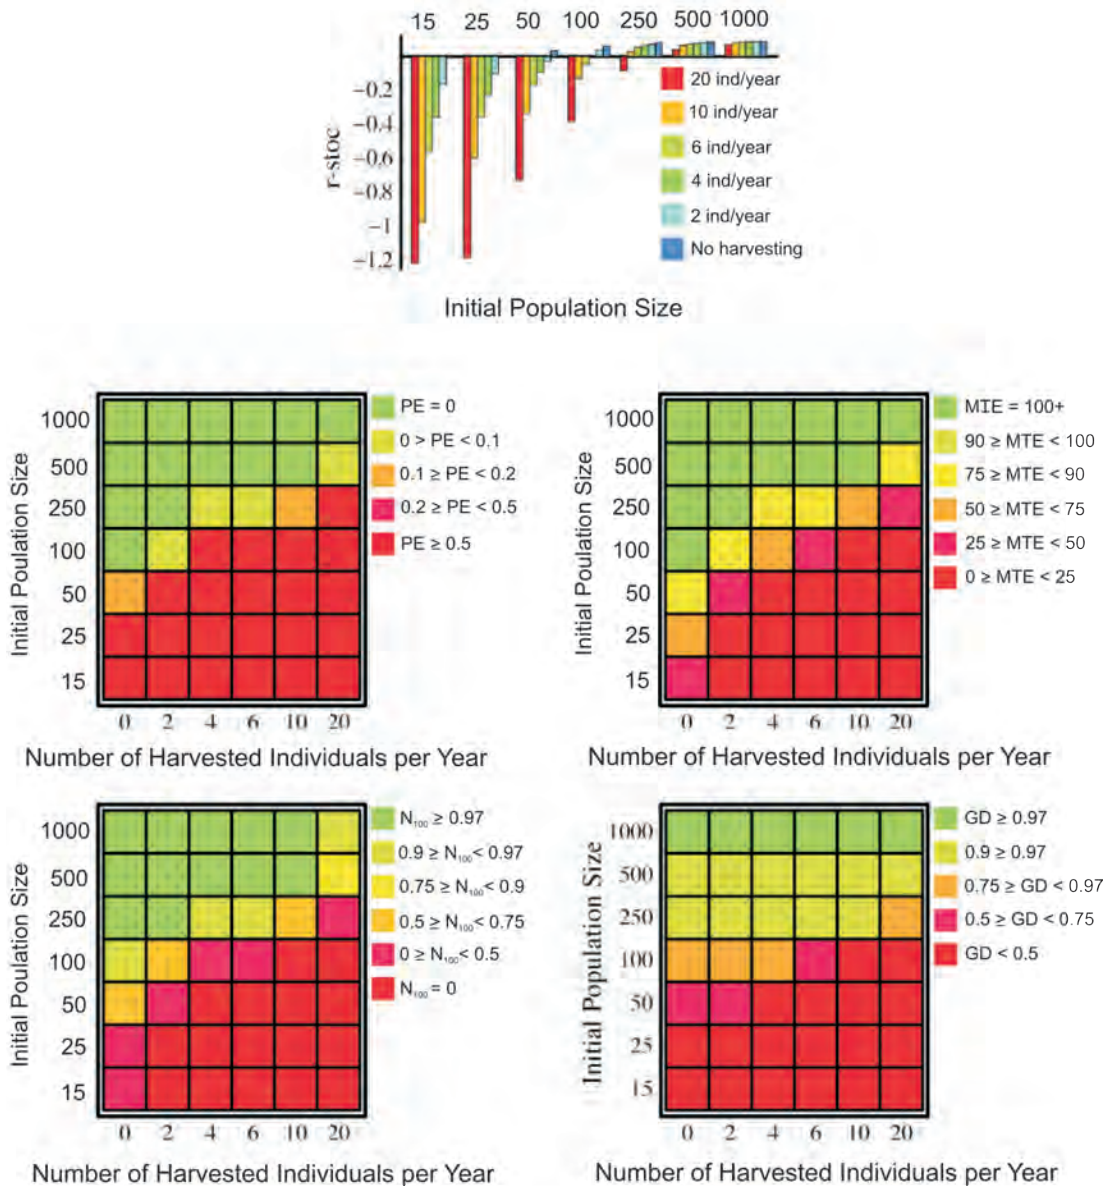 15 25 50 100 250 500 1000
−0.2
−0.4
−0.6
−0.8
−1
−1.2
r-stoc
20 ind/year
10 ind/year
6 ind/year
4 ind/year
2 ind/year
No harvesting
Initial Population Size
Initial Poulation Size
1000
500
250
100
50
25
15
0 2 4 6 10 20
Number of Harvested Individuals per Year
PE = 0
0 > PE < 0.1
0.1 ≥ PE < 0.2
0.2 ≥ PE < 0.5
PE ≥ 0.5
Initial Poulation Size
1000
500
250
100
50
25
15
0 2 4 6 10 20
Number of Harvested Individuals per Year
MTE = 100+
90 ≥ MTE < 100
75 ≥ MTE < 90
50 ≥ MTE < 75
25 ≥ MTE < 50
0 ≥ MTE < 25
Initial Poulation Size
1000
500
250
100
50
25
15
0 2 4 6 10 20
Number of Harvested Individuals per Year
N₁₀₀ ≥ 0.97
0.9 ≥ N₁₀₀ < 0.97
0.75 ≥ N₁₀₀ < 0.9
0.5 ≥ N₁₀₀ < 0.75
0 ≥ N₁₀₀ < 0.5
N₁₀₀ = 0
Initial Population Size
1000
500
250
100
50
25
15
0 2 4 6 10 20
Number of Harvested Individuals per Year
GD ≥ 0.97
0.9 ≥ 0.97
0.75 ≥ GD < 0.97
0.5 ≥ GD < 0.75
GD < 0.5